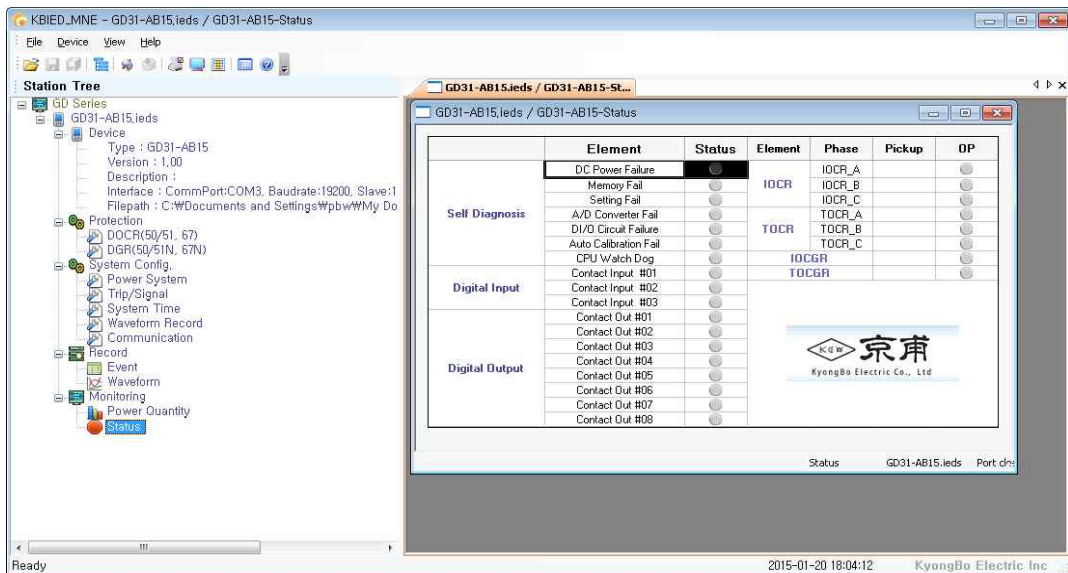 KBIED_MNE - GD31-AB15.ieds / GD31-AB15-Status
File Device View Help
Station Tree
GD Series
GD31-AB15.ieds
Device
Type : GD31-AB15
Version : 1.00
Description :
Interface : CommPort:COM3, Baudrate:19200, Slave:1
Filepath : C:₩Documents and Settings₩pbw₩My Do
Protection
DOCR(50/51, 67)
DGR(50/51N, 67N)
System Config.
Power System
Trip/Signal
System Time
Waveform Record
Communication
Record
Event
Waveform
Monitoring
Power Quantity
Status
GD31-AB15.ieds / GD31-AB15-St...
GD31-AB15.ieds / GD31-AB15-Status
Element Status Element Phase Pickup OP
Self Diagnosis
DC Power Failure
Memory Fail
Setting Fail
A/D Converter Fail
DI/O Circuit Failure
Auto Calibration Fail
CPU Watch Dog
Digital Input
Contact Input #01
Contact Input #02
Contact Input #03
Digital Output
Contact Out #01
Contact Out #02
Contact Out #03
Contact Out #04
Contact Out #05
Contact Out #06
Contact Out #07
Contact Out #08
IOCR
IOCR_A
IOCR_B
IOCR_C
TOCR
TOCR_A
TOCR_B
TOCR_C
IOCGR
TOCGR
KEW 京甫
KyongBo Electric Co., Ltd
Status GD31-AB15.ieds Port clo
Ready 2015-01-20 18:04:12 KyongBo Electric Inc